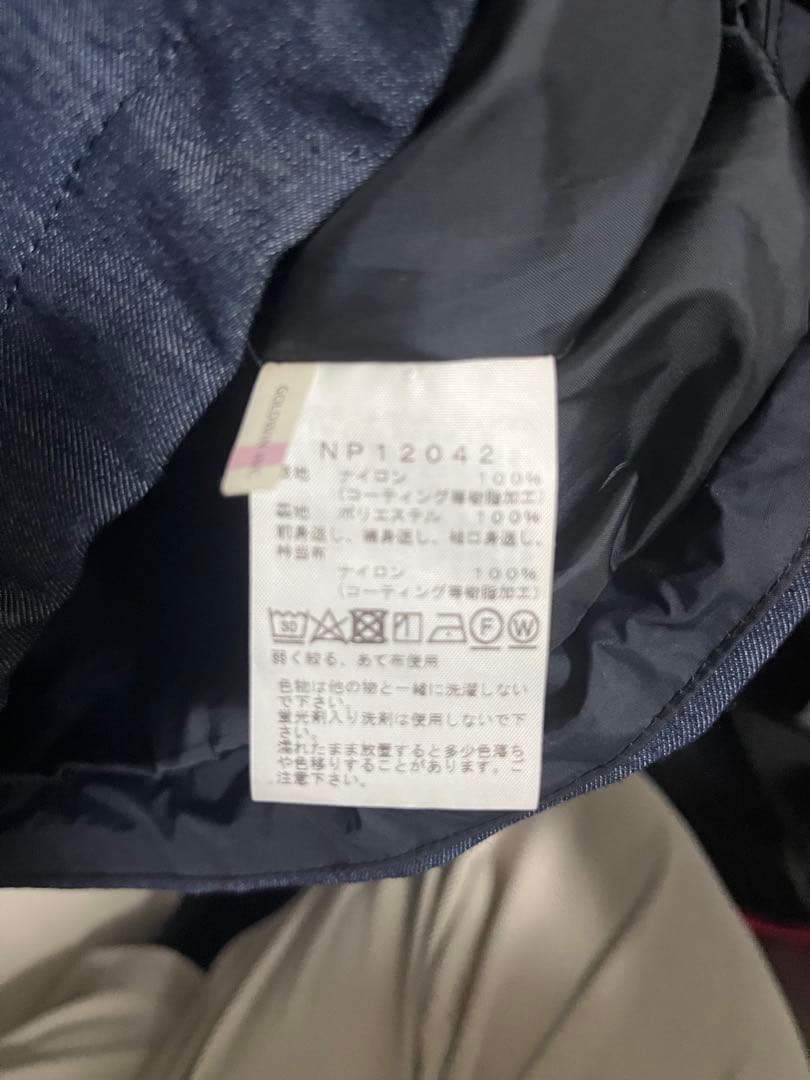 GOLDWIN INC.
NP12042
表地 ナイロン 100%
(コーティング等樹脂加工)
裏地 ポリエステル 100%
前身返し、裾身返し、袖口身返し、
衿当布
ナイロン 100%
(コーティング等樹脂加工)
30 F W
弱く絞る、あて布使用
色物は他の物と一緒に洗濯しない
で下さい。
蛍光剤入り洗剤は使用しないで下
さい。
濡れたまま放置すると多少色落ち
や色移りすることがあります。ご
注意下さい。